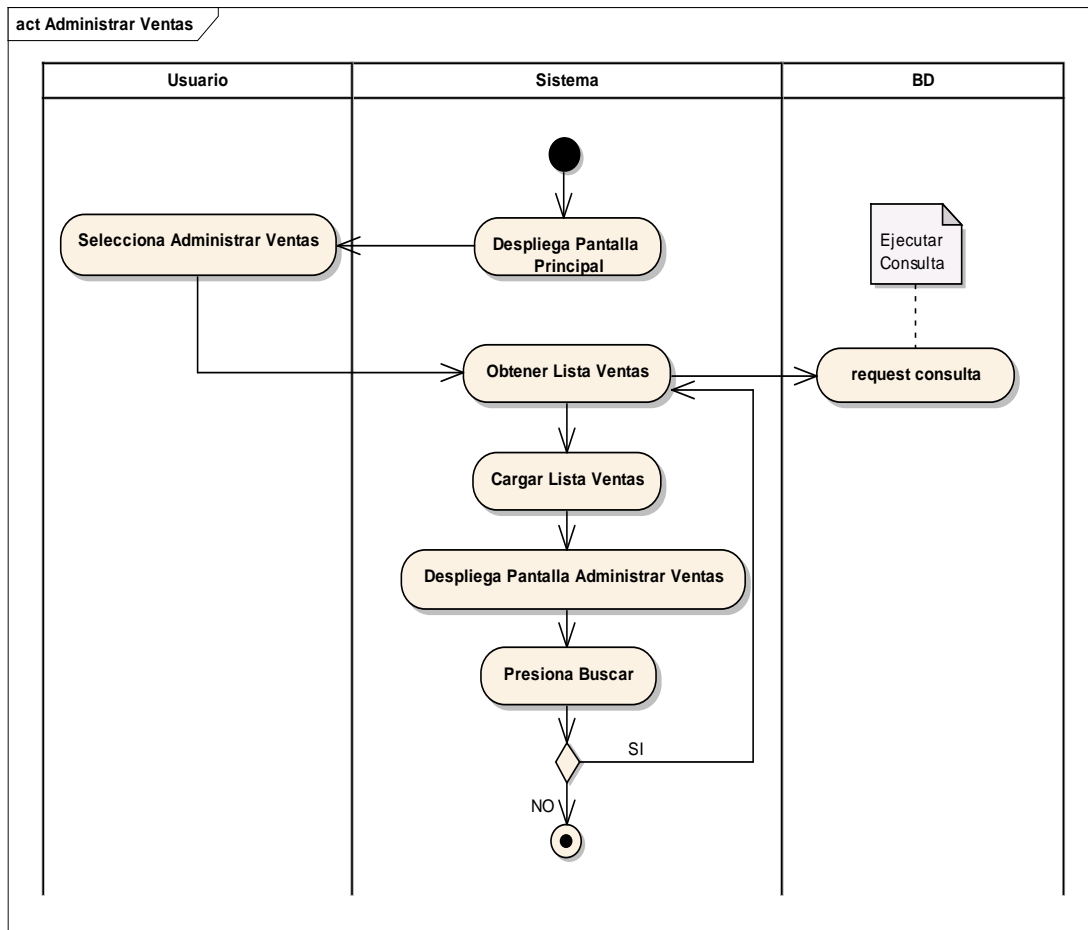 act Administrar Ventas
Usuario
Sistema
BD
Selecciona Administrar Ventas
Despliega Pantalla
Principal
Ejecutar
Consulta
Obtener Lista Ventas
request consulta
Cargar Lista Ventas
Despliega Pantalla Administrar Ventas
Presiona Buscar
SI
NO